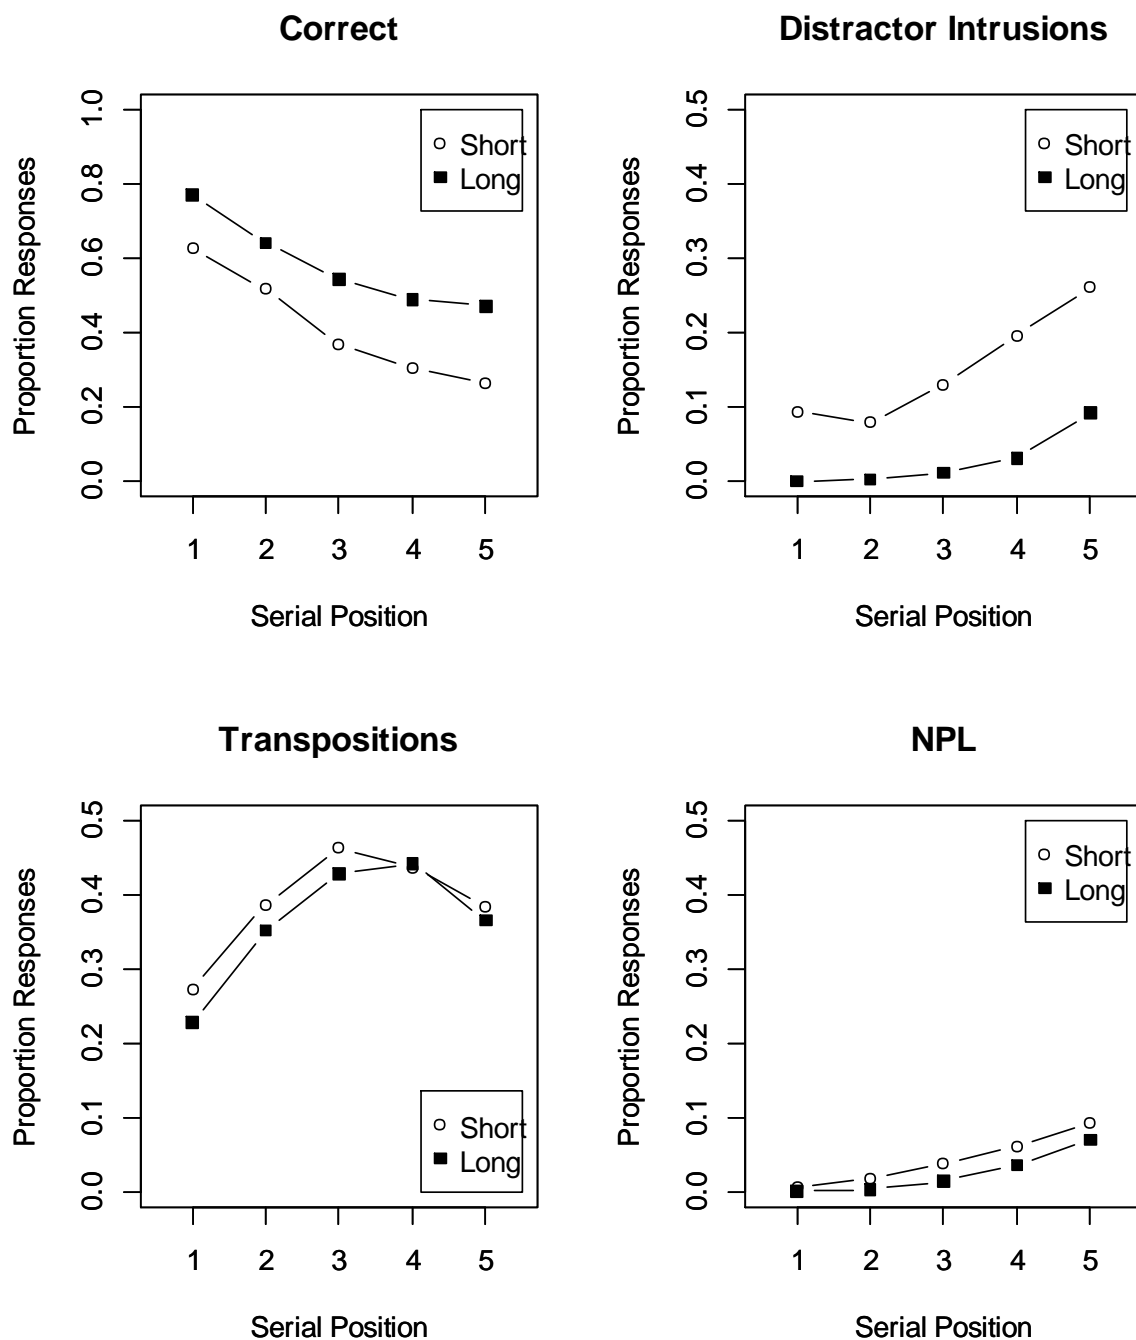 Correct
Proportion Responses
1.0
0.8
0.6
0.4
0.2
0.0
Short
Long
1 2 3 4 5
Serial Position
Distractor Intrusions
Proportion Responses
0.5
0.4
0.3
0.2
0.1
0.0
Short
Long
1 2 3 4 5
Serial Position
Transpositions
Proportion Responses
0.5
0.4
0.3
0.2
0.1
0.0
Short
Long
1 2 3 4 5
Serial Position
NPL
Proportion Responses
0.5
0.4
0.3
0.2
0.1
0.0
Short
Long
1 2 3 4 5
Serial Position